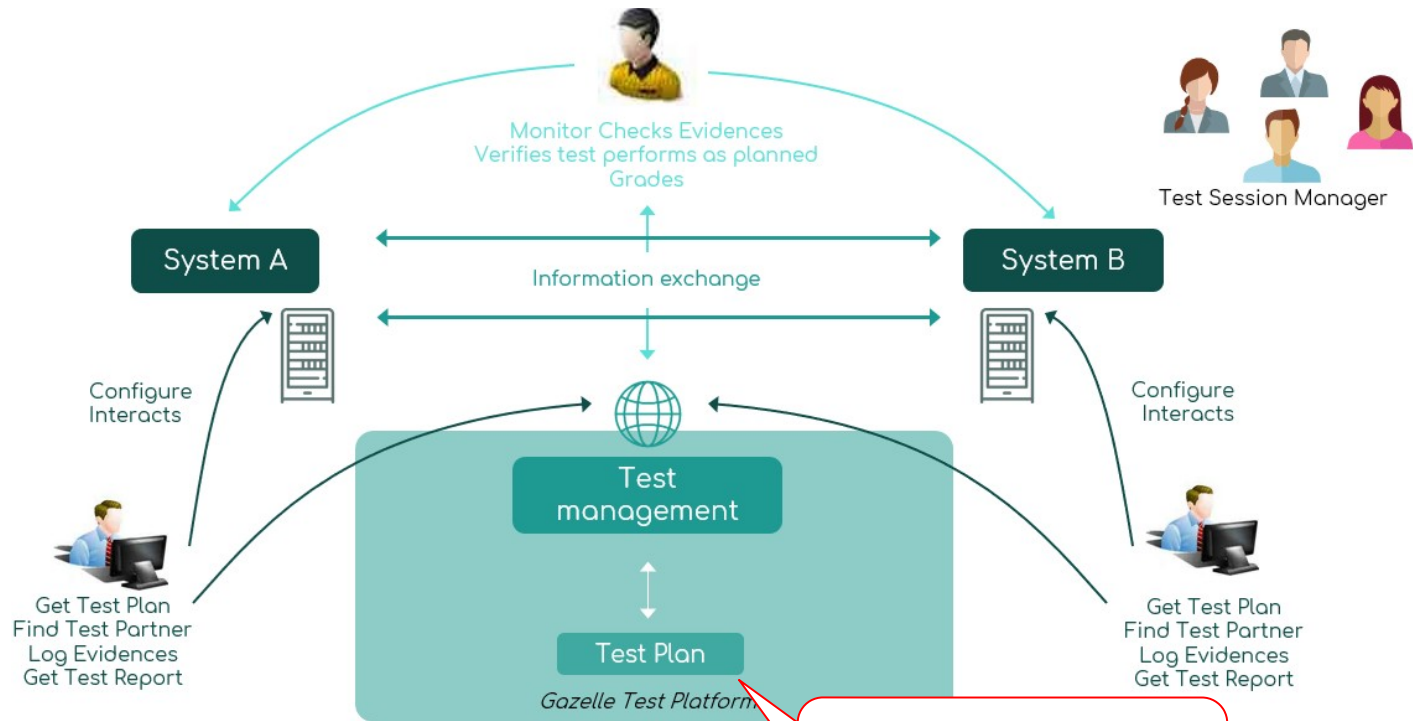 Monitor Checks Evidences
Verifies test performs as planned
Grades
Test Session Manager
System A
System B
Information exchange
Configure
Interacts
Configure
Interacts
Test
management
Get Test Plan
Find Test Partner
Log Evidences
Get Test Report
Test Plan
Gazelle Test Platform
Get Test Plan
Find Test Partner
Log Evidences
Get Test Report